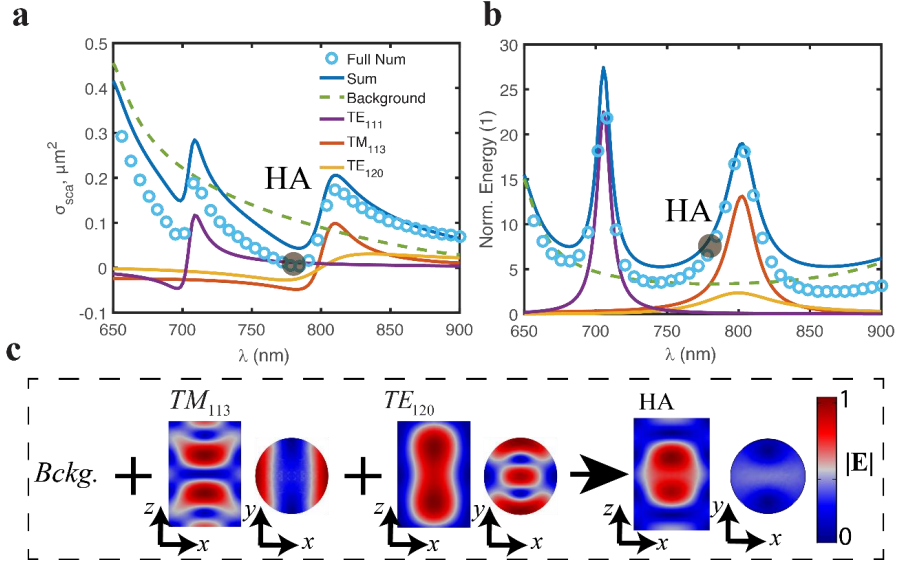 a
0.5
0.4
0.3
0.2
0.1
0
-0.1
σsca, μm²
650 700 750 800 850 900
λ (nm)
Full Num
Sum
Background
TE111
TM113
TE120
HA
b
30
25
20
15
10
5
0
Norm. Energy (1)
650 700 750 800 850 900
λ (nm)
HA
c
Bckg. + TM113 + TE120 HA
z x y x z x y x z x y x
1
|E|
0